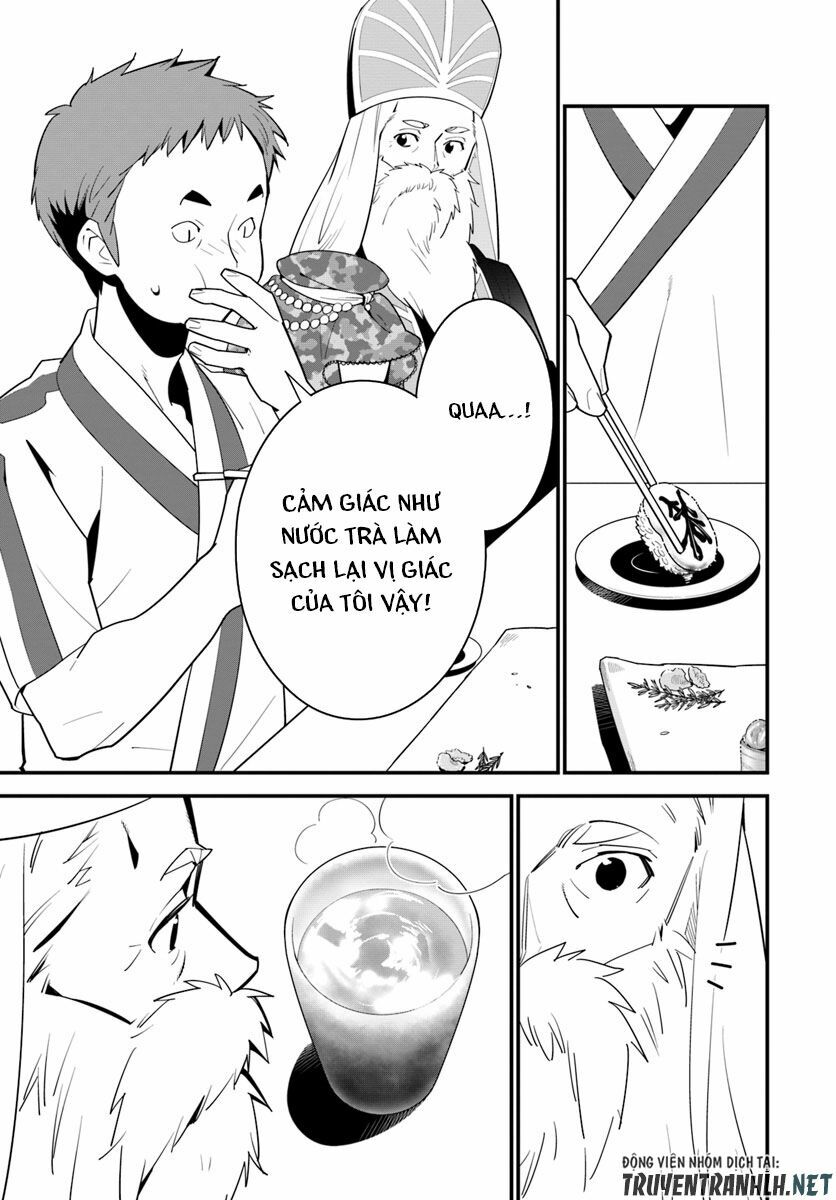 QUAA...!
CẢM GIÁC NHƯ
NƯỚC TRÀ LÀM
SẠCH LẠI VỊ GIÁC
CỦA TÔI VẬY!
ĐỘNG VIÊN NHÓM DỊCH TẠI:
TRUYENTRANHLH.NET